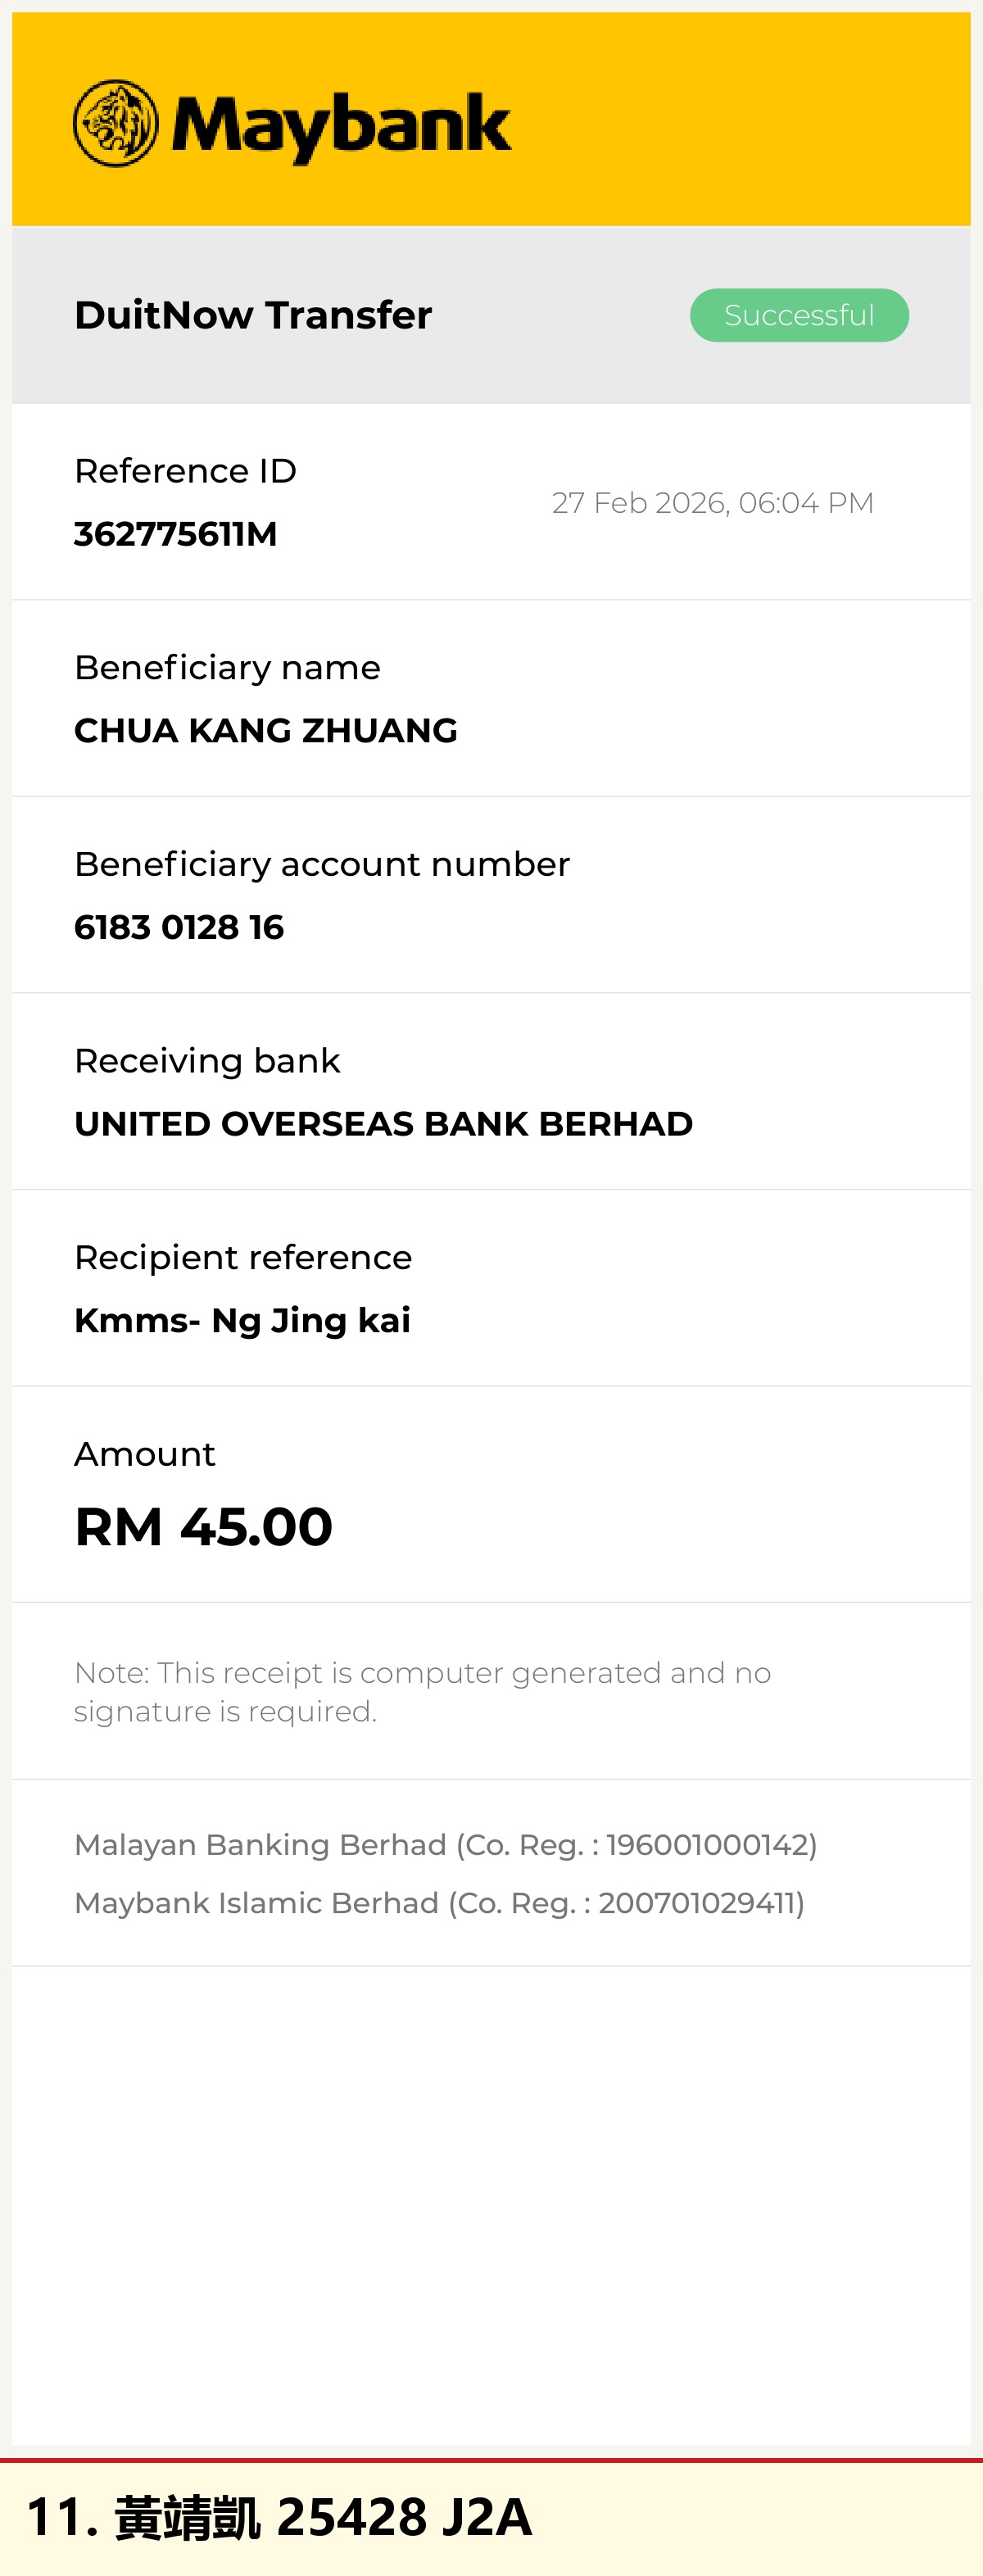 Maybank
DuitNow Transfer
Successful
Reference ID
27 Feb 2026, 06:04 PM
362775611M
Beneficiary name
CHUA KANG ZHUANG
Beneficiary account number
6183 0128 16
Receiving bank
UNITED OVERSEAS BANK BERHAD
Recipient reference
Kmms- Ng Jing kai
Amount
RM 45.00
Note: This receipt is computer generated and no
signature is required.
Malayan Banking Berhad (Co. Reg. : 196001000142)
Maybank Islamic Berhad (Co. Reg. : 200701029411)
11. 黃靖凱 25428 J2A